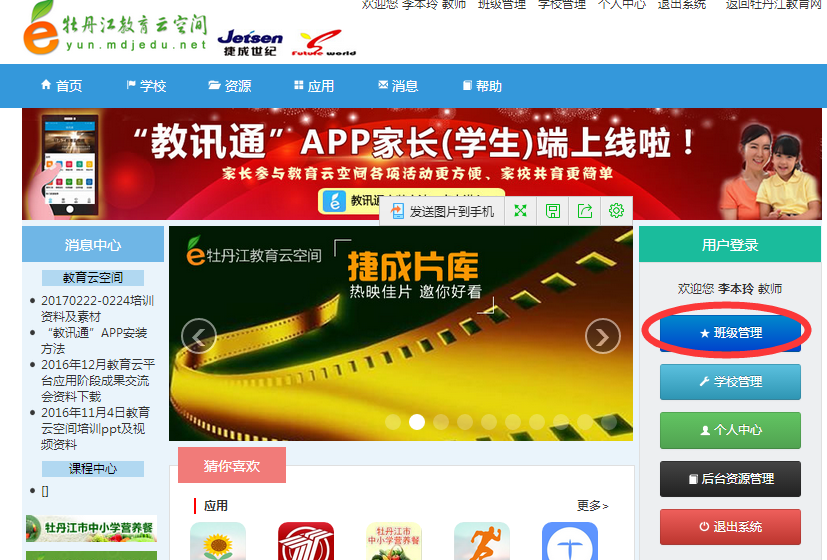 欢迎您 李本玲 教师 班级管理 学校管理 个人中心 退出系统 返回牡丹江教育网
牡丹江教育云空间
yun.mdjedu.net
Jetsen
捷成世纪
Future world
首页 学校 资源 应用 消息 帮助
“教讯通”APP家长(学生)端上线啦！
家长参与教育云空间各项活动更方便、家校共育更简单
教讯通
发送图片到手机
消息中心
教育云空间
20170222-0224培训
资料及素材
“教讯通”APP安装
方法
2016年12月教育云平
台应用阶段成果交流
会资料下载
2016年11月4日教育
云空间培训ppt及视
频资料
课程中心
[]
牡丹江市中小学营养餐
牡丹江教育云空间
捷成片库
热映佳片 邀你好看
猜你喜欢
应用 更多>
牡丹江市
中小学营养餐
用户登录
欢迎您 李本玲 教师
班级管理
学校管理
个人中心
后台资源管理
退出系统